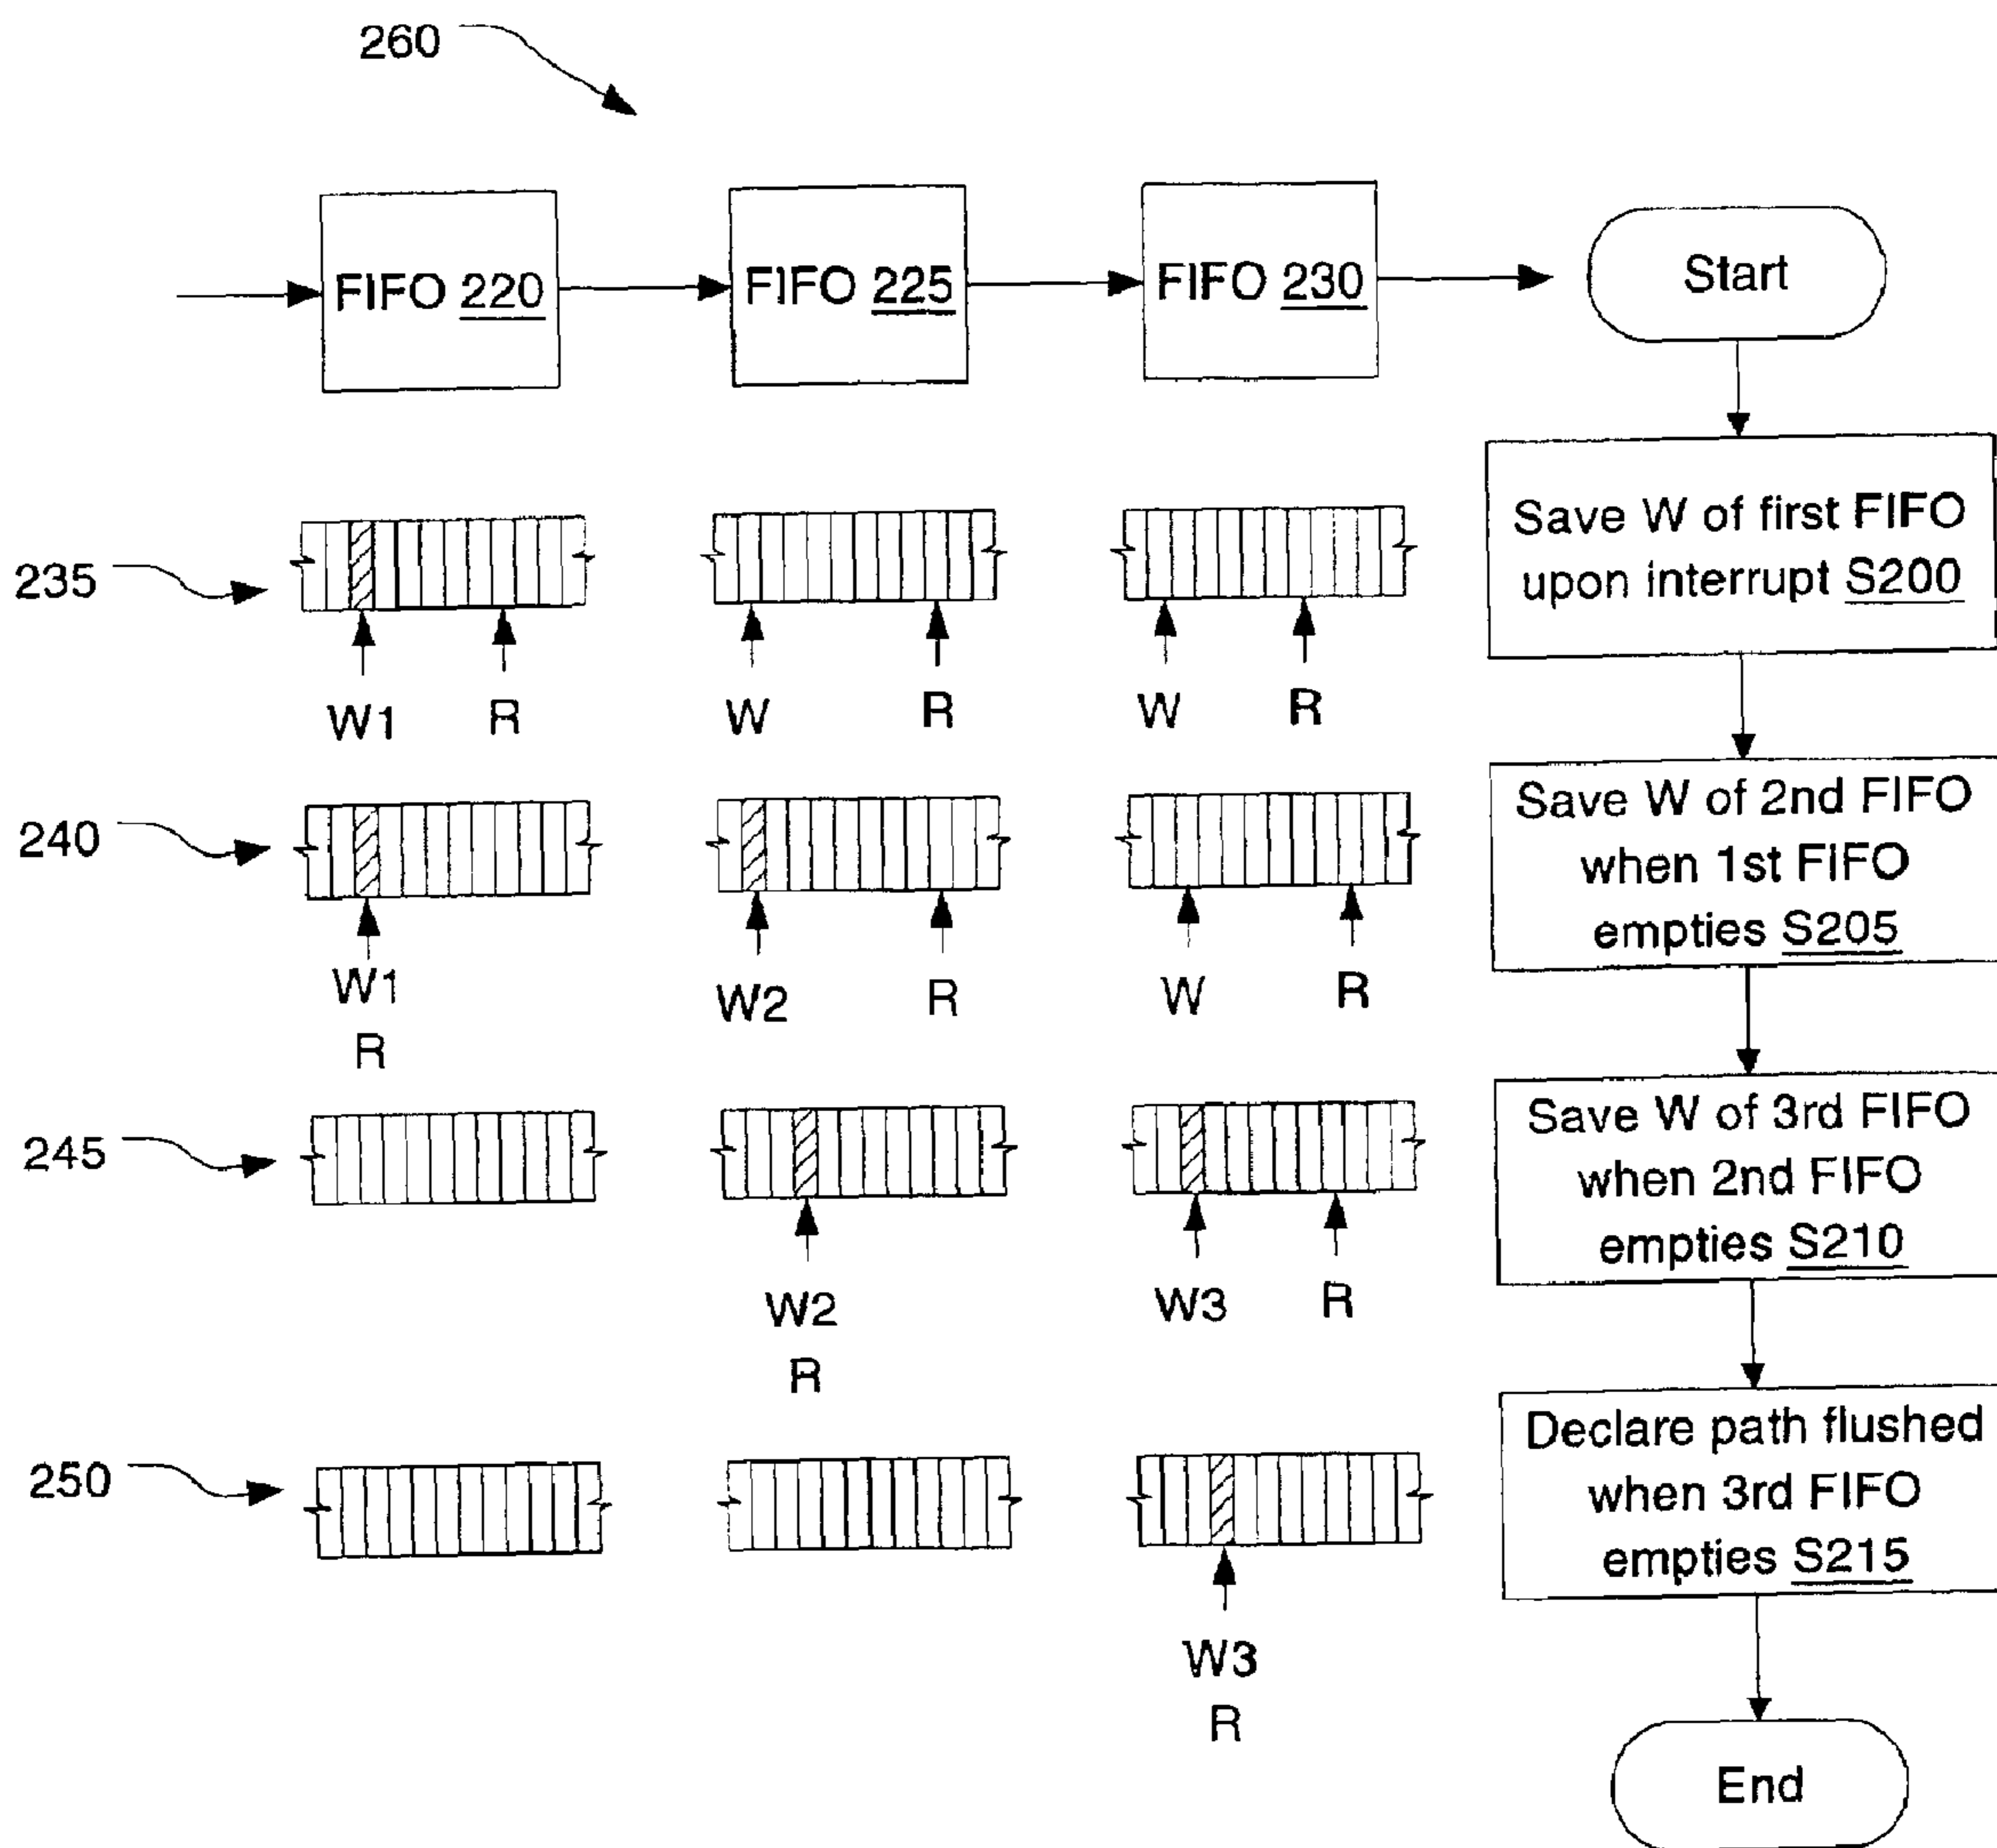 260
FIFO 220
FIFO 225
FIFO 230
Start
235
W1
R
W
R
W
R
Save W of first FIFO
upon interrupt S200
240
W1
R
W2
R
W
R
Save W of 2nd FIFO
when 1st FIFO
empties S205
245
W2
R
W3
R
Save W of 3rd FIFO
when 2nd FIFO
empties S210
250
W3
R
Declare path flushed
when 3rd FIFO
empties S215
End